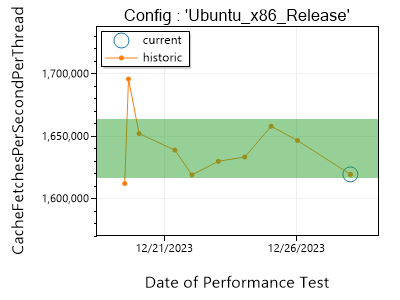 Config : 'Ubuntu_x86_Release'
current
historic
CacheFetchesPerSecondPerThread
1,700,000
1,650,000
1,600,000
12/21/2023
12/26/2023
Date of Performance Test